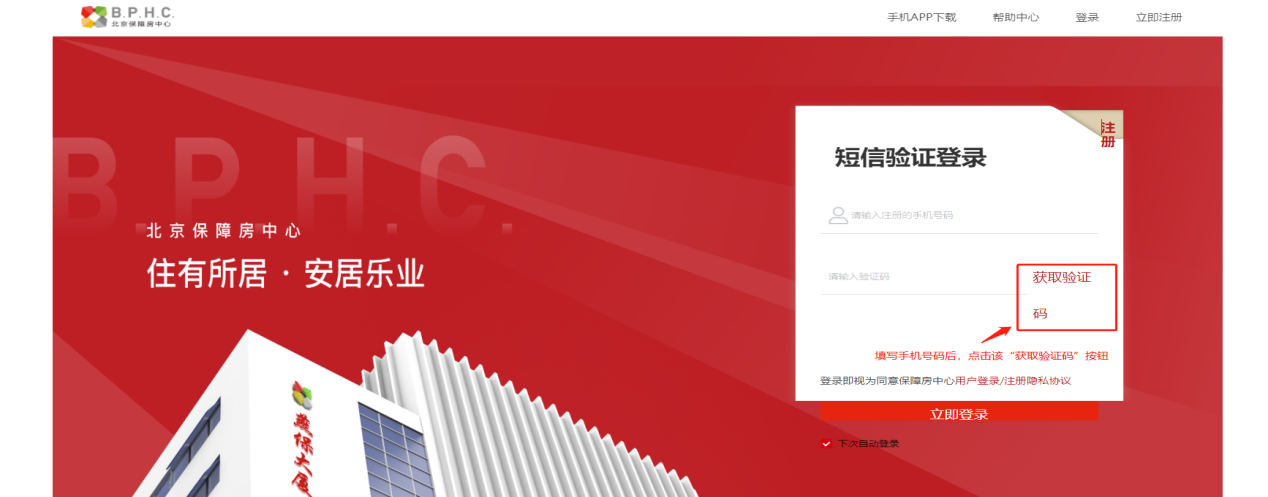 B.P.H.C.
北京保障房中心
手机APP下载 帮助中心 登录 立即注册
B.P.H.C.
北京保障房中心
住有所居·安居乐业
冀保大厦
注册
短信验证登录
请输入注册的手机号码
请输入验证码
获取验证
码
填写手机号码后，点击该“获取验证码”按钮
登录即视为同意保障房中心用户登录/注册隐私协议
立即登录
下次自动登录